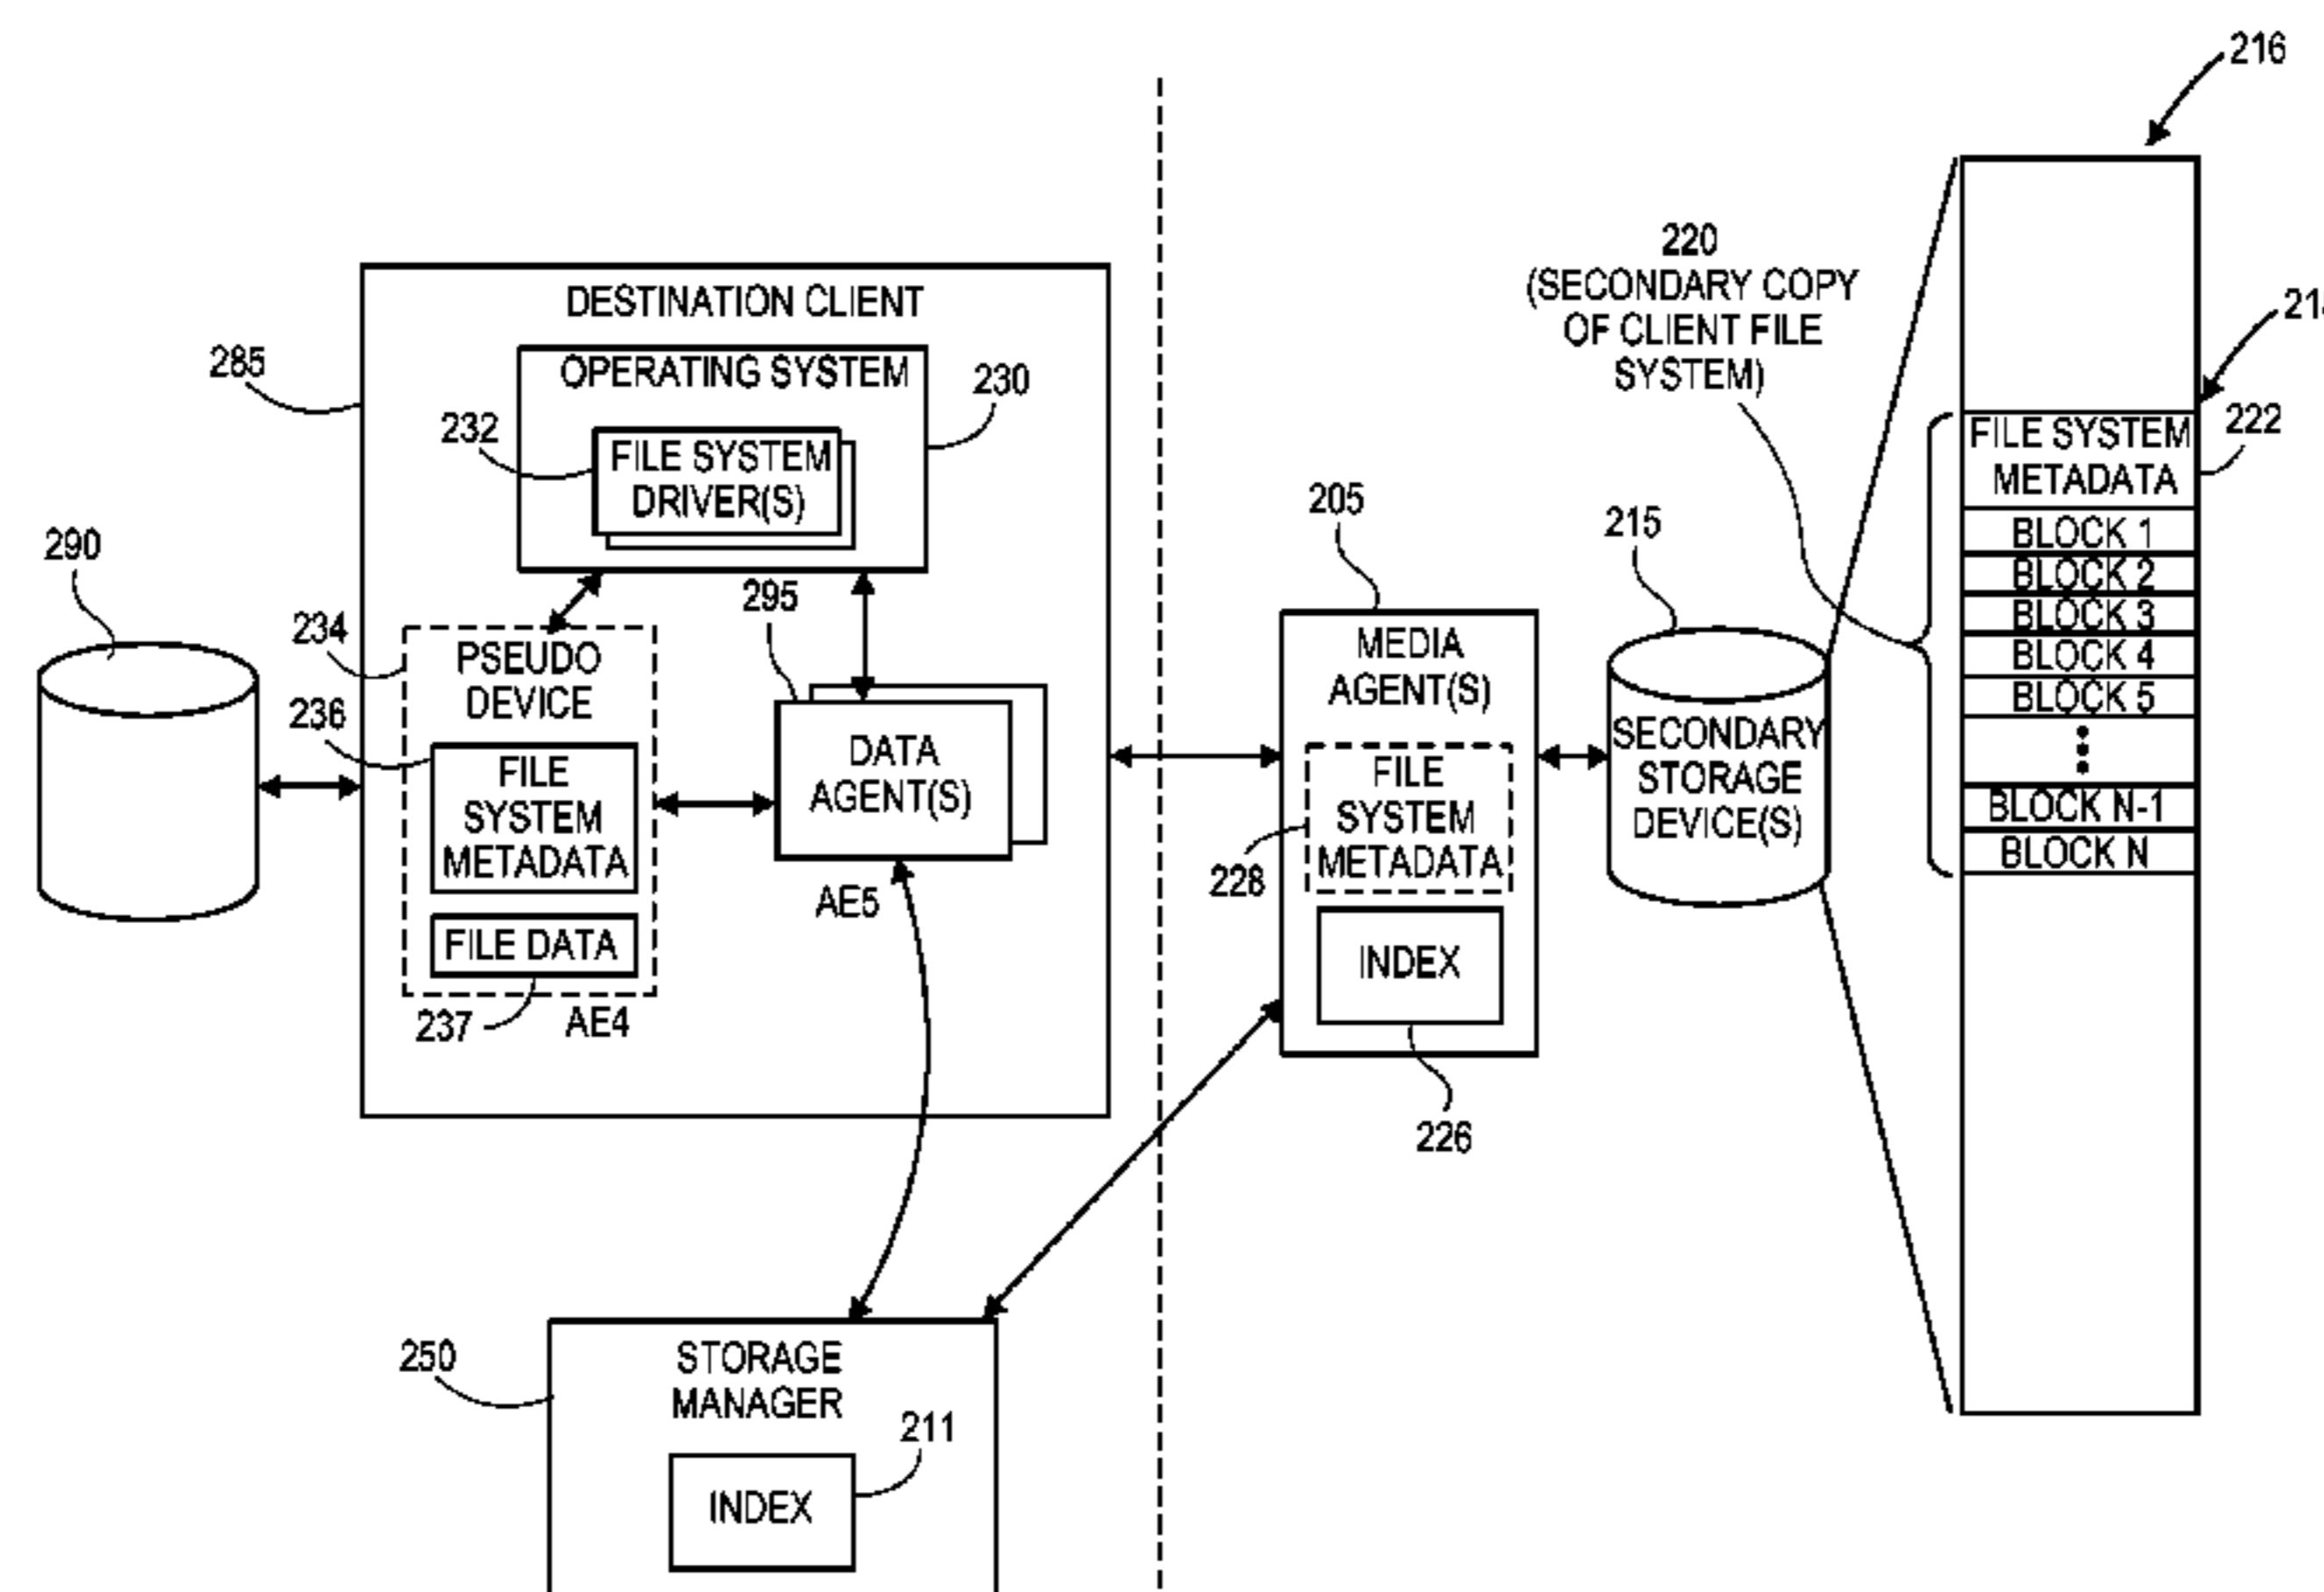 216
220
(SECONDARY COPY
OF CLIENT FILE
SYSTEM)
DESTINATION CLIENT
285
OPERATING SYSTEM
230
232
FILE SYSTEM
DRIVER(S)
222
FILE SYSTEM
METADATA
BLOCK 1
BLOCK 2
BLOCK 3
BLOCK 4
BLOCK 5
BLOCK N-1
BLOCK N
290
234
PSEUDO
DEVICE
236
FILE
SYSTEM
METADATA
FILE DATA
237
AE4
295
DATA
AGENT(S)
AE5
205
MEDIA
AGENT(S)
FILE
SYSTEM
METADATA
228
INDEX
226
215
SECONDARY
STORAGE
DEVICE(S)
250
STORAGE
MANAGER
211
INDEX